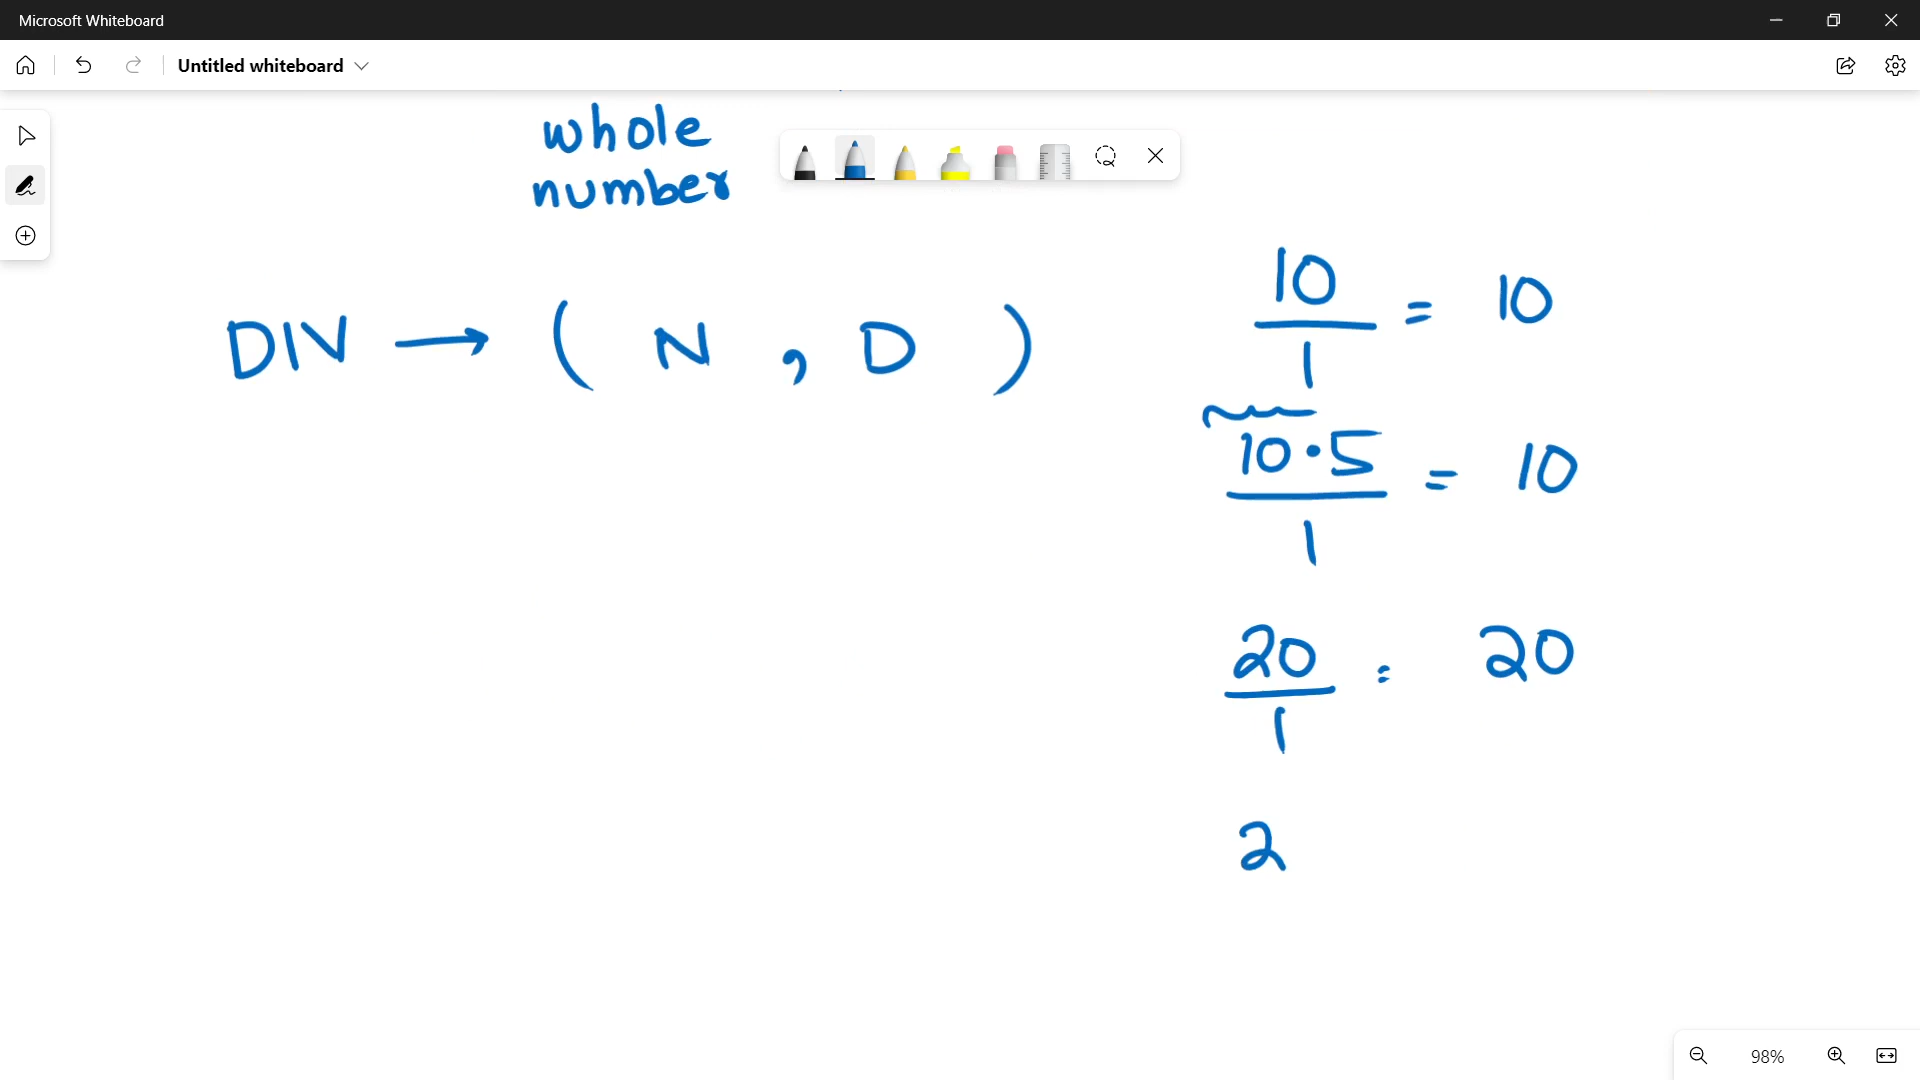 Microsoft Whiteboard
Untitled whiteboard
whole
number
DIV → ( N , D )
10
1
= 10
10.5
1
= 10
20
1
= 20
2
98%